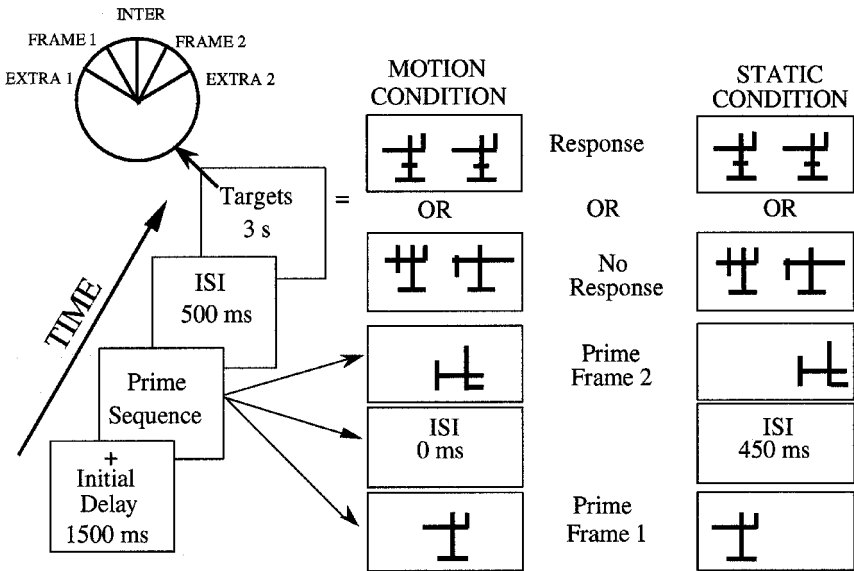 INTER
FRAME 1
FRAME 2
EXTRA 1
EXTRA 2
Targets
3 s
=
ISI
500 ms
TIME
Prime
Sequence
+
Initial
Delay
1500 ms
MOTION
CONDITION
STATIC
CONDITION
Response
OR
OR
OR
No
Response
Prime
Frame 2
ISI
0 ms
ISI
450 ms
Prime
Frame 1